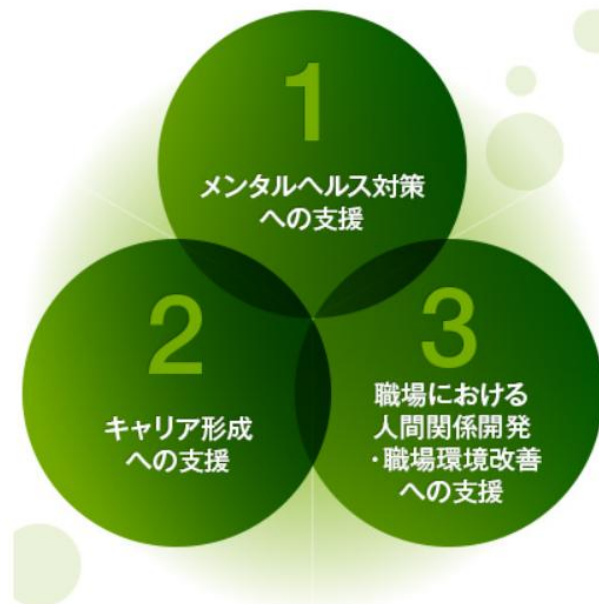 1
メンタルヘルス対策
への支援
2
キャリア形成
への支援
3
職場における
人間関係開発
・職場環境改善
への支援